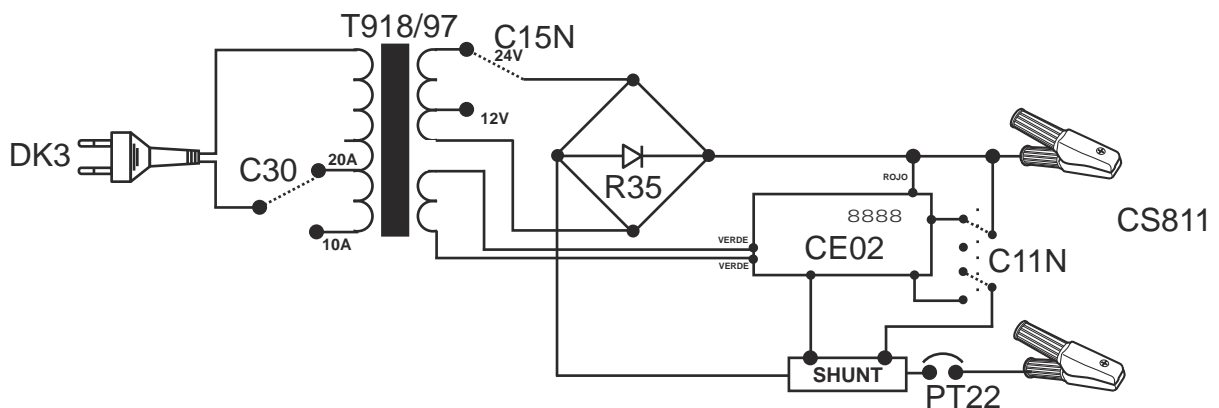 T918/97
C15N
24V
12V
DK3
C30
20A
10A
R35
ROJO
8888
CE02
VERDE
VERDE
C11N
CS811
SHUNT
PT22